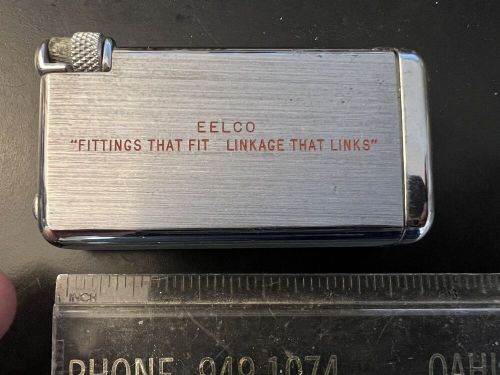 EELCO
"FITTINGS THAT FIT LINKAGE THAT LINKS"
INCH
PHONE 949 1074 OAHU